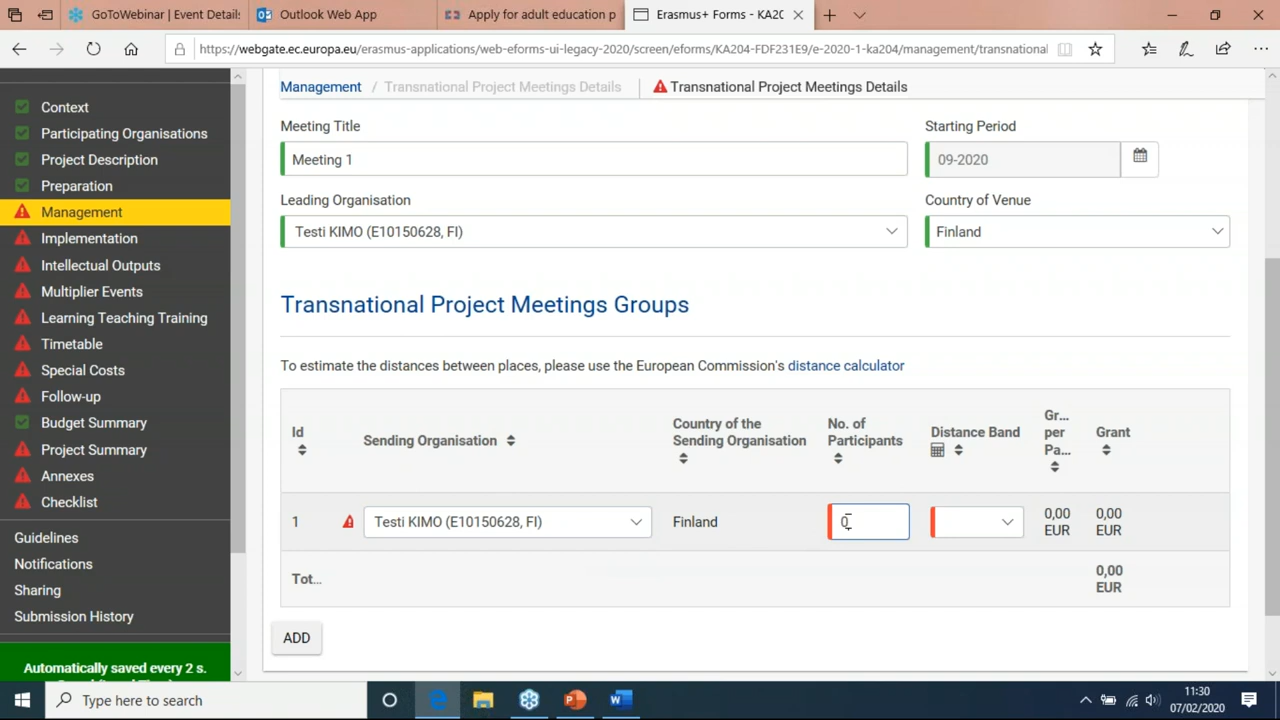 GoToWebinar | Event Details
Outlook Web App
Apply for adult education p
Erasmus+ Forms - KA20
https://webgate.ec.europa.eu/erasmus-applications/web-eforms-ui-legacy-2020/screen/eforms/KA204-FDF231E9/e-2020-1-ka204/management/transnational
Context
Participating Organisations
Project Description
Preparation
Management
Implementation
Intellectual Outputs
Multiplier Events
Learning Teaching Training
Timetable
Special Costs
Follow-up
Budget Summary
Project Summary
Annexes
Checklist
Guidelines
Notifications
Sharing
Submission History
Automatically saved every 2 s.
Management / Transnational Project Meetings Details
Transnational Project Meetings Details
Meeting Title
Starting Period
Meeting 1
09-2020
Leading Organisation
Country of Venue
Testi KIMO (E10150628, FI)
Finland
Transnational Project Meetings Groups
To estimate the distances between places, please use the European Commission's distance calculator
Id
Sending Organisation
Country of the
Sending Organisation
No. of
Participants
Distance Band
Gr...
per
Pa...
Grant
1
Testi KIMO (E10150628, FI)
Finland
0
0,00
EUR
0,00
EUR
Tot...
0,00
EUR
ADD
Type here to search
11:30
07/02/2020